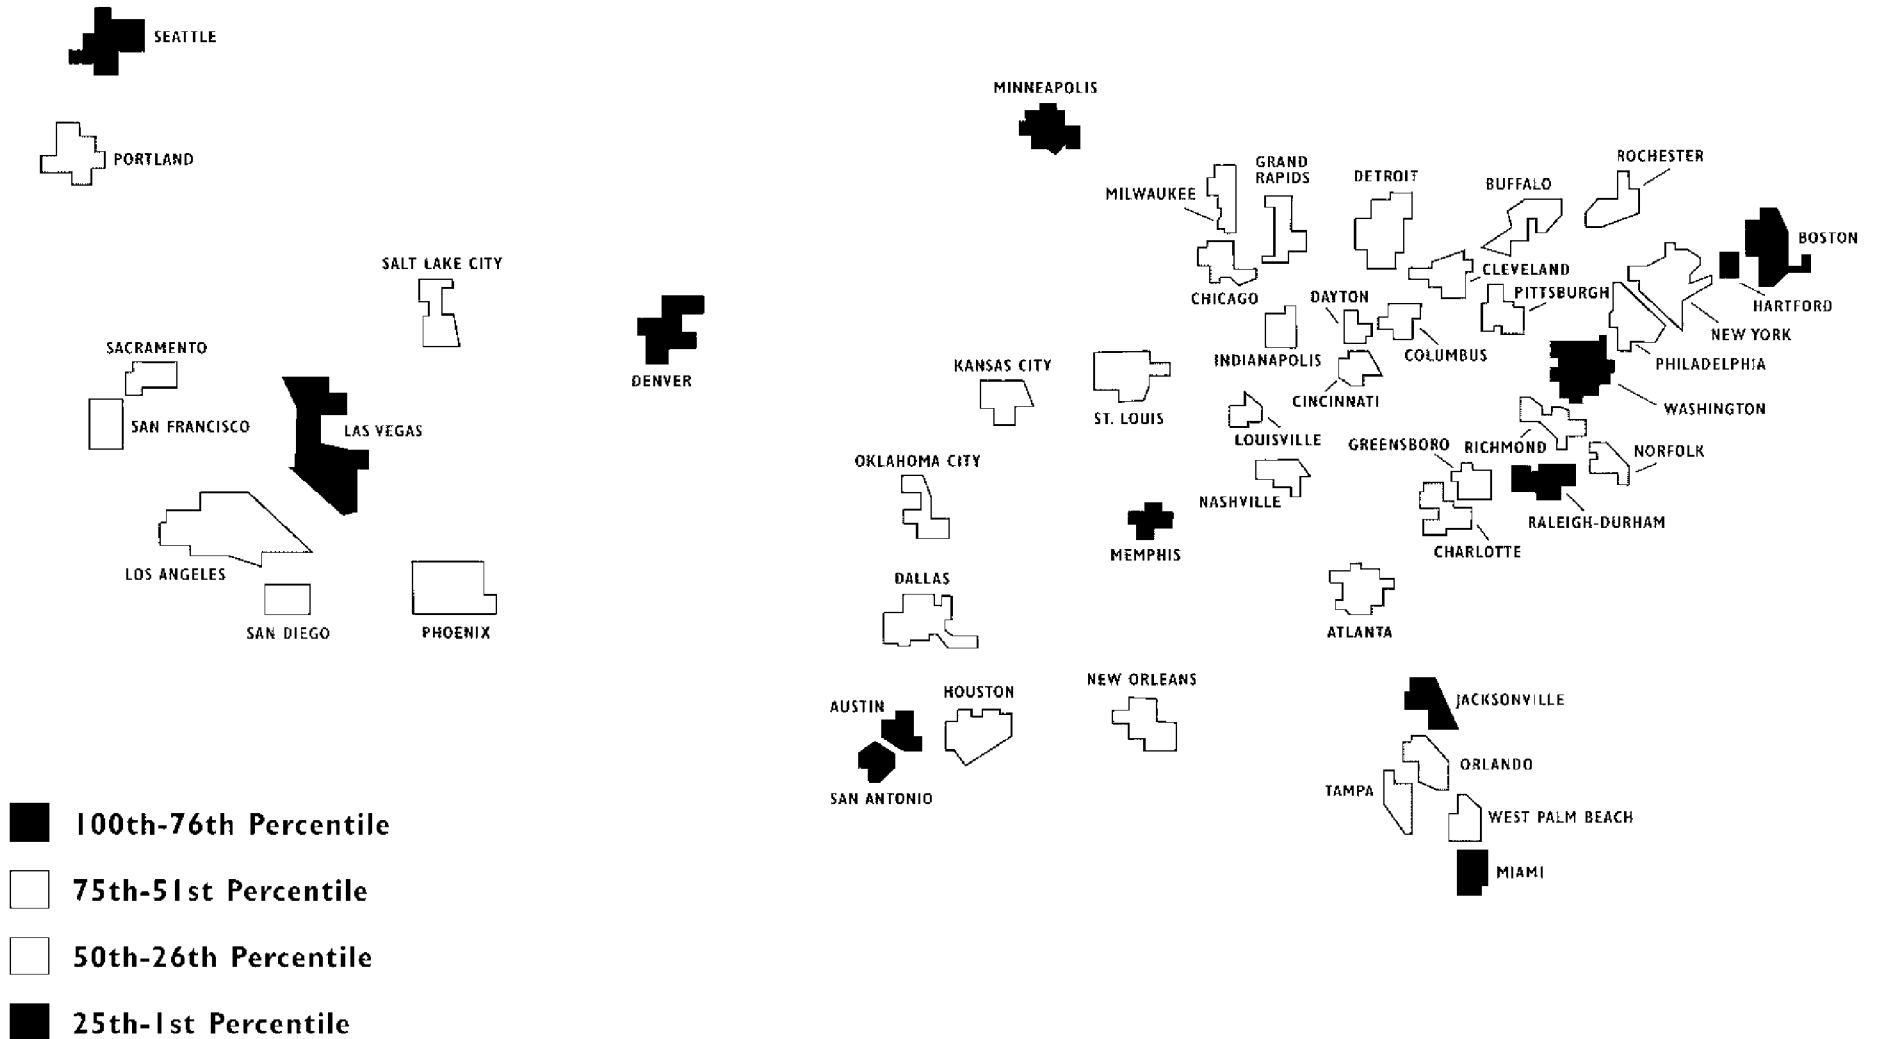 SEATTLE
PORTLAND
MINNEAPOLIS
MILWAUKEE
GRAND
RAPIDS
DETROIT
BUFFALO
ROCHESTER
BOSTON
HARTFORD
NEW YORK
PHILADELPHIA
WASHINGTON
SALT LAKE CITY
DENVER
SACRAMENTO
SAN FRANCISCO
LAS VEGAS
LOS ANGELES
SAN DIEGO
PHOENIX
CHICAGO
CLEVELAND
PITTSBURGH
DAYTON
INDIANAPOLIS
COLUMBUS
CINCINNATI
KANSAS CITY
ST. LOUIS
LOUISVILLE
GREENSBORO
RICHMOND
NORFOLK
OKLAHOMA CITY
NASHVILLE
RALEIGH-DURHAM
MEMPHIS
CHARLOTTE
DALLAS
ATLANTA
AUSTIN
HOUSTON
NEW ORLEANS
SAN ANTONIO
JACKSONVILLE
ORLANDO
TAMPA
WEST PALM BEACH
MIAMI
100th-76th Percentile
75th-51st Percentile
50th-26th Percentile
25th-1st Percentile